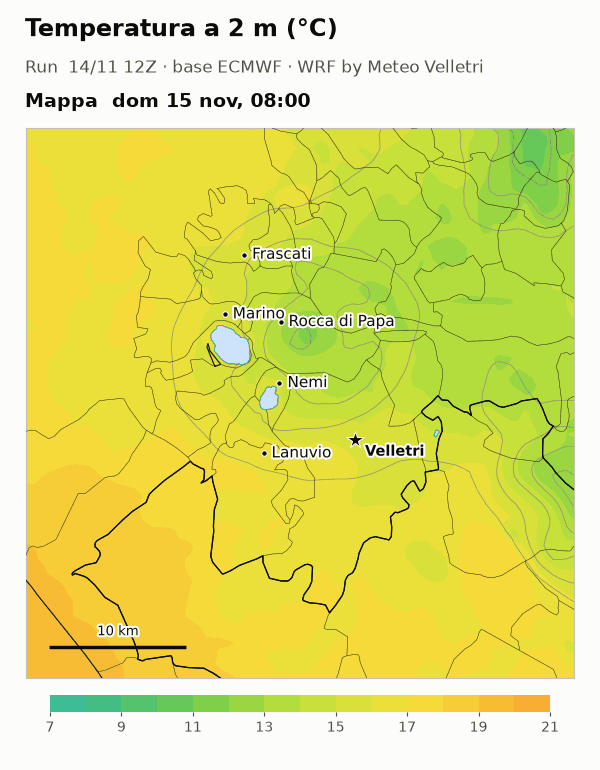 Temperatura a 2 m (°C)
Run  14/11 12Z · base ECMWF · WRF by Meteo Velletri
Mappa  dom 15 nov, 08:00
Frascati
Marino
Rocca di Papa
Nemi
Velletri
Lanuvio
10 km
7 9 11 13 15 17 19 21